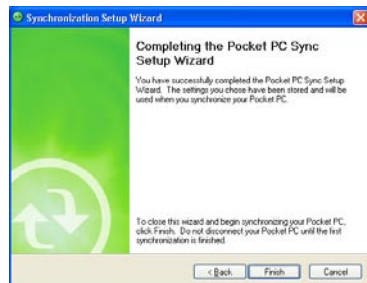 Synchronization Setup Wizard
Completing the Pocket PC Sync
Setup Wizard
You have successfully completed the Pocket PC Sync Setup
Wizard. The settings you chose have been stored and will be
used when you synchronize your Pocket PC.
To close this wizard and begin synchronizing your Pocket PC,
click Finish. Do not disconnect your Pocket PC until the first
synchronization is finished.
< Back
Finish
Cancel